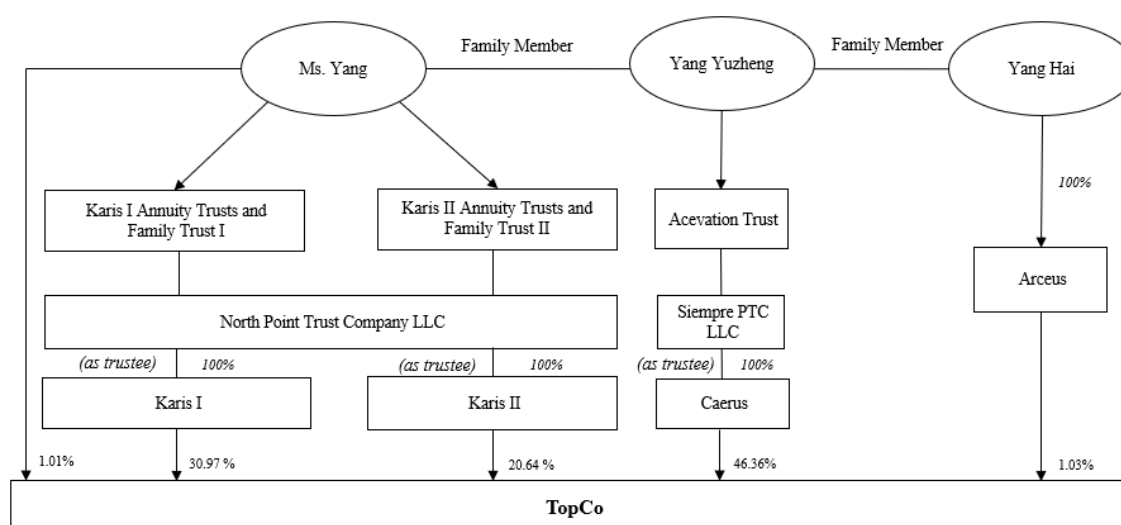 Family Member
Family Member
Ms. Yang
Yang Yuzheng
Yang Hai
100%
Karis I Annuity Trusts and
Family Trust I
Karis II Annuity Trusts and
Family Trust II
Acevation Trust
Arceus
North Point Trust Company LLC
Siempre PTC
LLC
(as trustee)
100%
(as trustee)
100%
(as trustee)
100%
Karis I
Karis II
Caerus
1.01%
30.97 %
20.64 %
46.36%
1.03%
TopCo